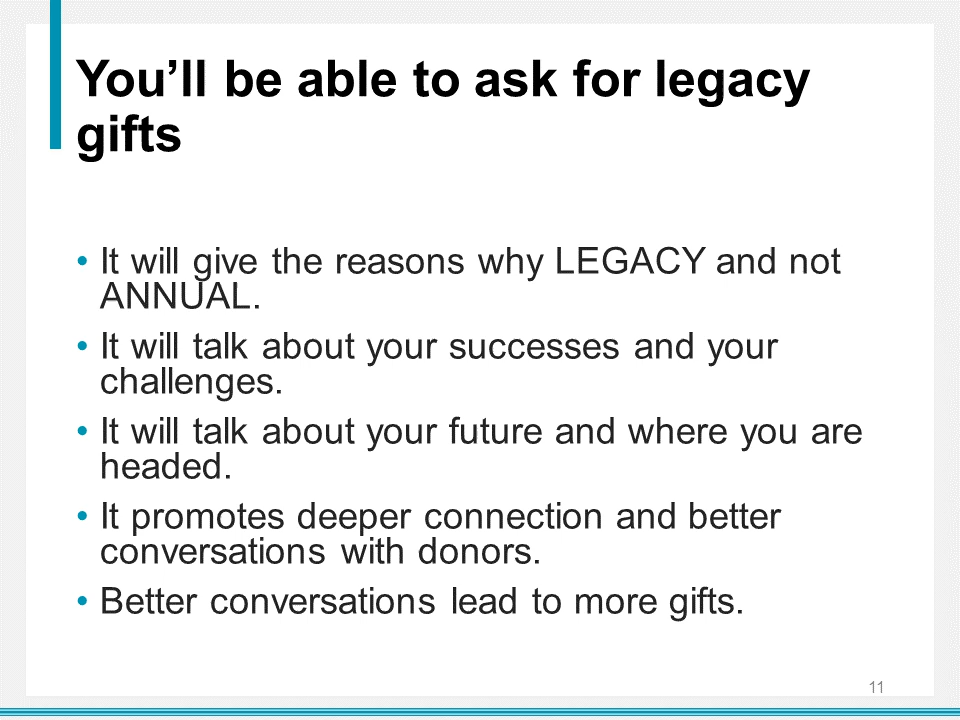 You’ll be able to ask for legacy
gifts
• It will give the reasons why LEGACY and not
ANNUAL.
• It will talk about your successes and your
challenges.
• It will talk about your future and where you are
headed.
• It promotes deeper connection and better
conversations with donors.
• Better conversations lead to more gifts.
11